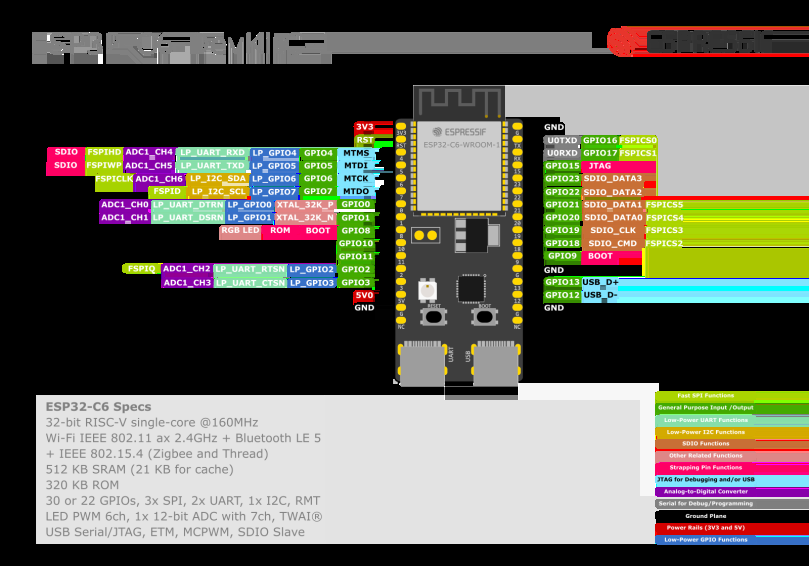 3V3
GND
RST
U0TXD GPIO16 FSPICS0
SDIO FSPIHD ADC1_CH4 LP_UART_RXD LP_GPIO4 GPIO4 MTMS
U0RXD GPIO17 FSPICS1
SDIO FSPIWP ADC1_CH5 LP_UART_TXD LP_GPIO5 GPIO5 MTDI
GPIO15 JTAG
FSPICLK ADC1_CH6 LP_I2C_SDA LP_GPIO6 GPIO6 MTCK
GPIO23 SDIO_DATA3
FSPID LP_I2C_SCL LP_GPIO7 GPIO7 MTDO
GPIO22 SDIO_DATA2
ADC1_CH0 LP_UART_DTRN LP_GPIO0 XTAL_32K_P GPIO0
GPIO21 SDIO_DATA1 FSPICS5
ADC1_CH1 LP_UART_DSRN LP_GPIO1 XTAL_32K_N GPIO1
GPIO20 SDIO_DATA0 FSPICS4
RGB LED ROM BOOT GPIO8
GPIO19 SDIO_CLK FSPICS3
GPIO10
GPIO18 SDIO_CMD FSPICS2
GPIO11
GPIO9 BOOT
FSPIQ ADC1_CH2 LP_UART_RTSN LP_GPIO2 GPIO2
GND
ADC1_CH3 LP_UART_CTSN LP_GPIO3 GPIO3
GPIO13 USB_D+
5V0
GPIO12 USB_D-
GND
GND
ESPRESSIF
ESP32-C6-WROOM-1
RESET
BOOT
UART
USB
ESP32-C6 Specs
32-bit RISC-V single-core @160MHz
Wi-Fi IEEE 802.11 ax 2.4GHz + Bluetooth LE 5
+ IEEE 802.15.4 (Zigbee and Thread)
512 KB SRAM (21 KB for cache)
320 KB ROM
30 or 22 GPIOs, 3x SPI, 2x UART, 1x I2C, RMT
LED PWM 6ch, 1x 12-bit ADC with 7ch, TWAI®
USB Serial/JTAG, ETM, MCPWM, SDIO Slave
Fast SPI Functions
General Purpose Input /Output
Low-Power UART Functions
Low-Power I2C Functions
SDIO Functions
Other Related Functions
Strapping Pin Functions
JTAG for Debugging and/or USB
Analog-to-Digital Converter
Serial for Debug/Programming
Ground Plane
Power Rails (3V3 and 5V)
Low-Power GPIO Functions